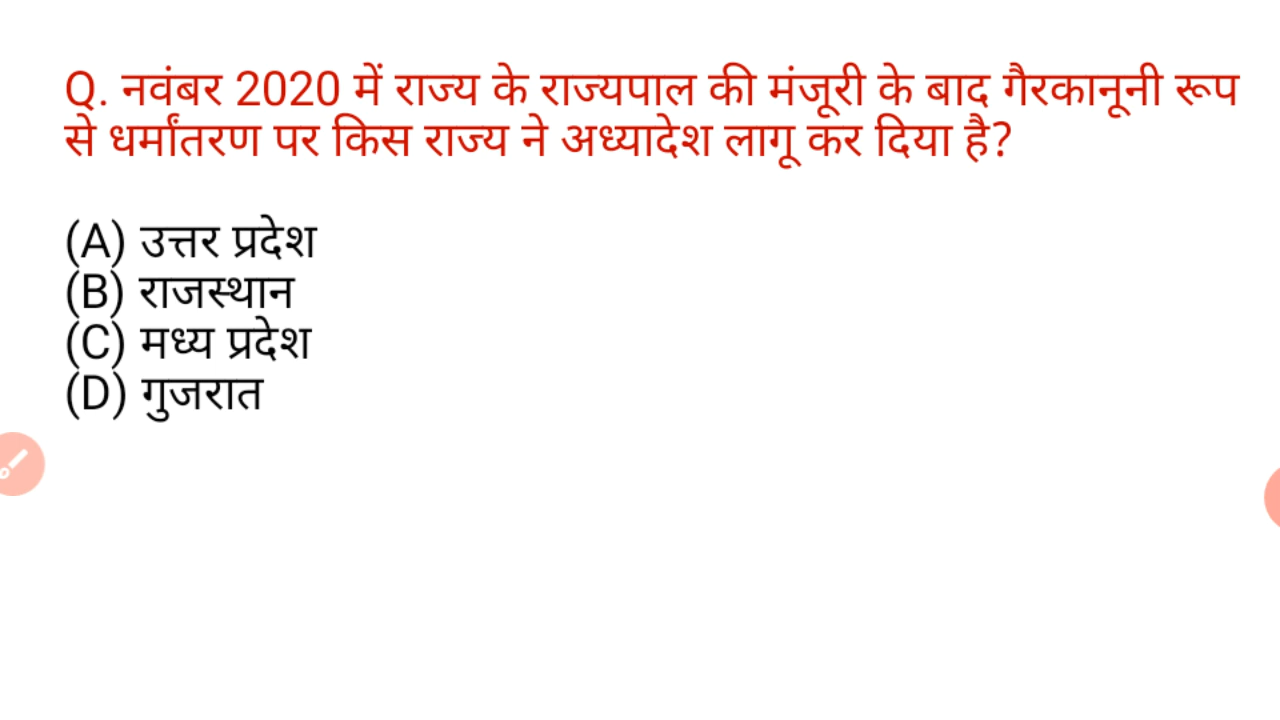 Q. नवंबर 2020 में राज्य के राज्यपाल की मंजूरी के बाद गैरकानूनी रूप
से धर्मांतरण पर किस राज्य ने अध्यादेश लागू कर दिया है?
(A) उत्तर प्रदेश
(B) राजस्थान
(C) मध्य प्रदेश
(D) गुजरात